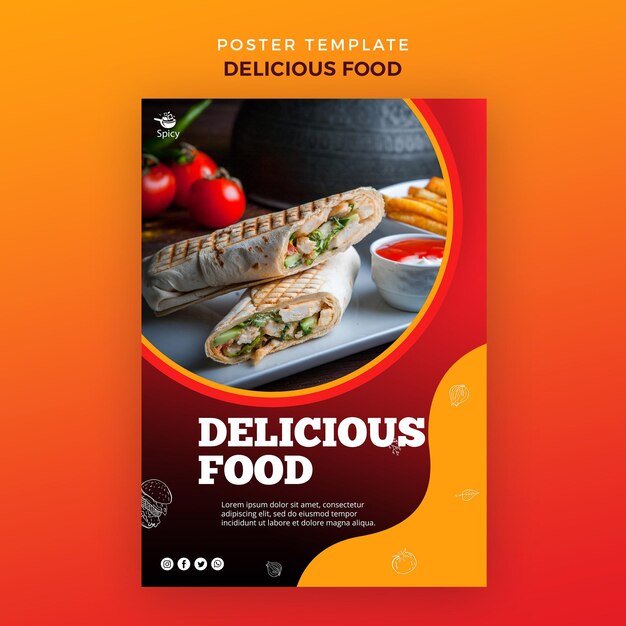 POSTER TEMPLATE
DELICIOUS FOOD
Spicy
DELICIOUS
FOOD
Lorem ipsum dolor sit amet, consectetur
adipiscing elit, sed do eiusmod tempor
incididunt ut labore et dolore magna aliqua.